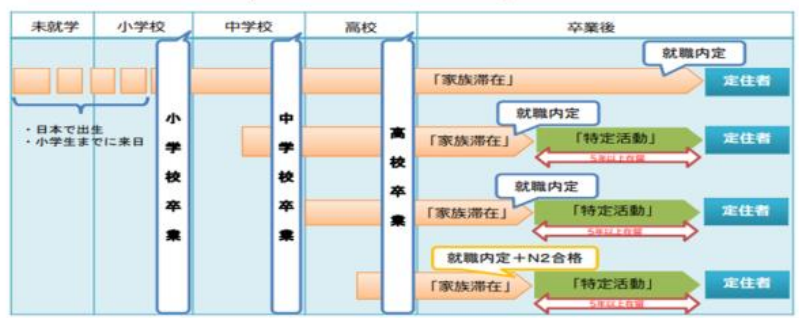 未就学 小学校 中学校 高校 卒業後
就職内定
「家族滞在」 定住者
・日本で出生
・小学生までに来日
小学校卒業
中学校卒業
高校卒業
就職内定
「家族滞在」 「特定活動」 定住者
5年以上在留
就職内定
「家族滞在」 「特定活動」 定住者
5年以上在留
就職内定+N2合格
「家族滞在」 「特定活動」 定住者
5年以上在留